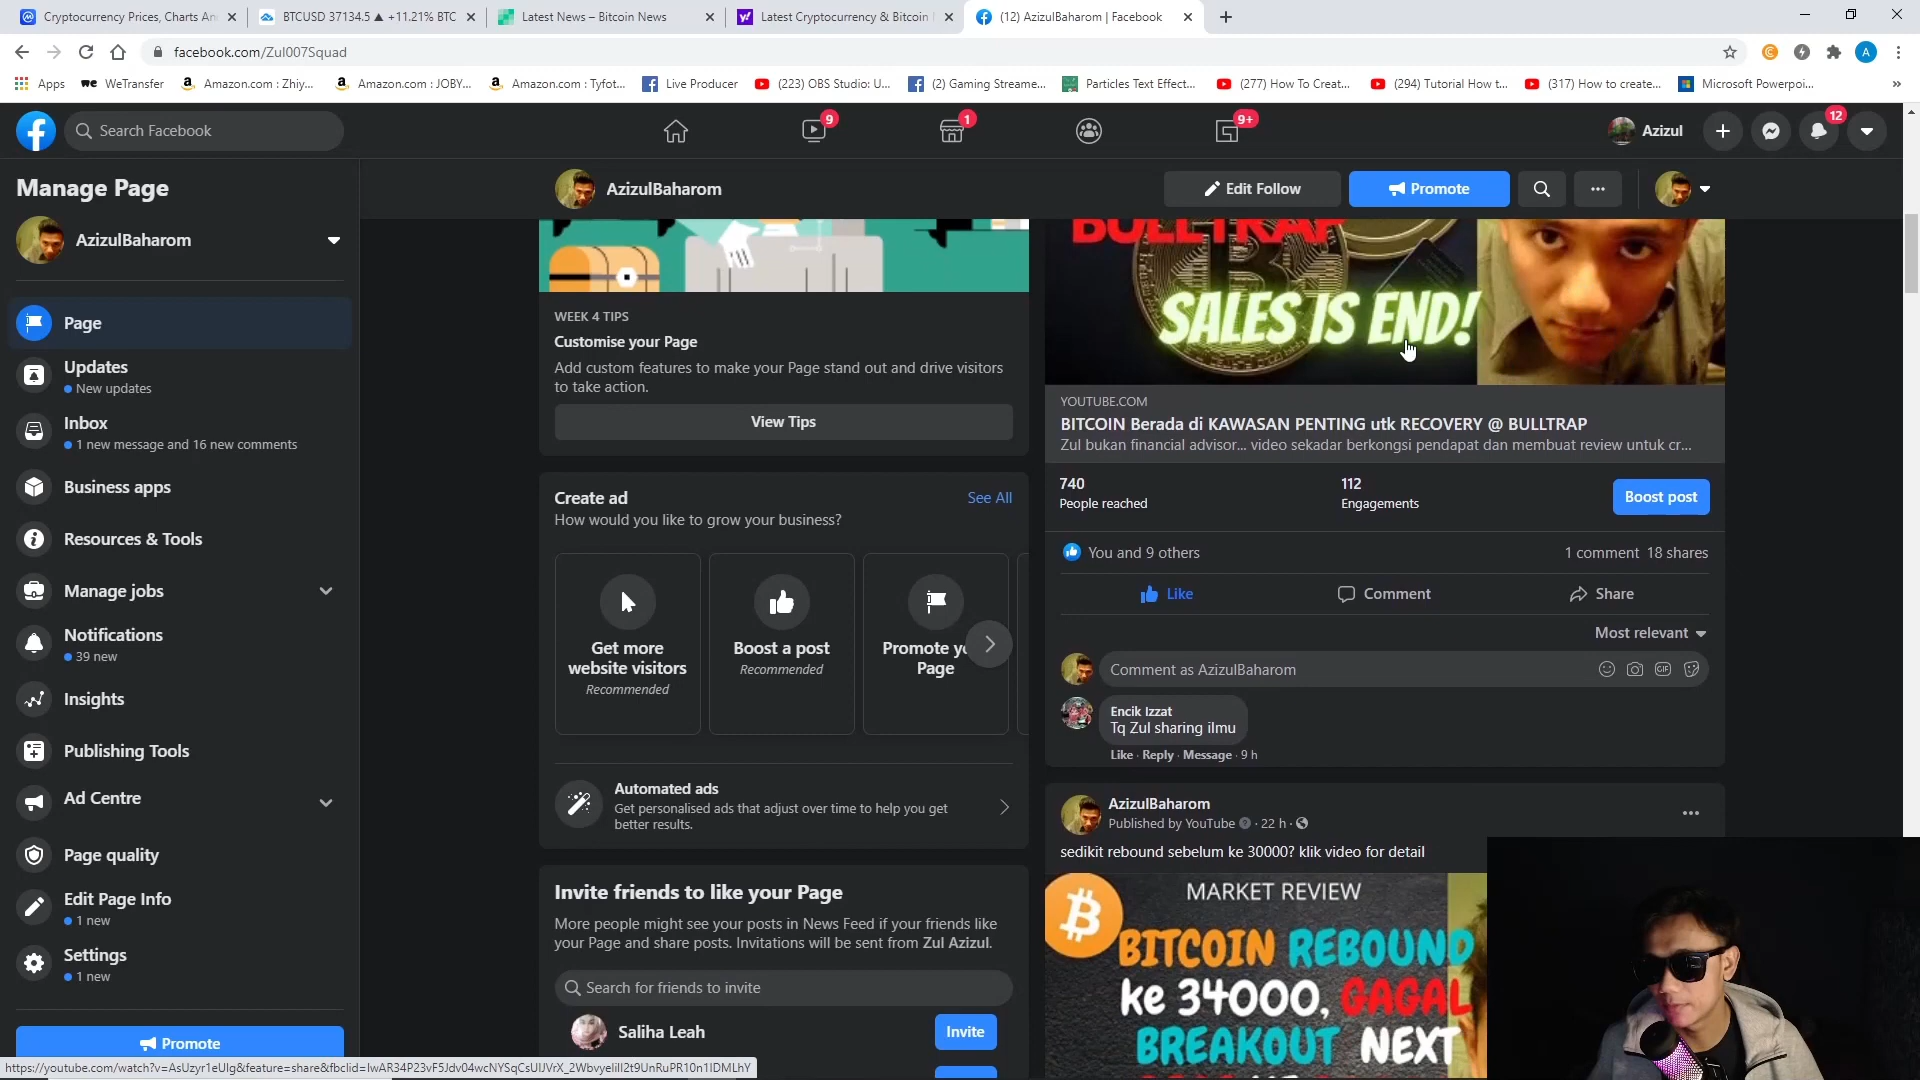 Cryptocurrency Prices, Charts An
BTCUSD 37134.5 ▲ +11.21% BTC
Latest News – Bitcoin News
Latest Cryptocurrency & Bitcoin
(12) AzizulBaharom | Facebook
facebook.com/Zul007Squad
A
Apps
we WeTransfer
Amazon.com : Zhiy...
Amazon.com : JOBY...
Amazon.com : Tyfot...
Live Producer
(223) OBS Studio: U...
(2) Gaming Streame...
Particles Text Effect...
(277) How To Creat...
(294) Tutorial How t...
(317) How to create...
Microsoft Powerpoi...
Search Facebook
9
1
9+
Azizul
12
Manage Page
AzizulBaharom
Page
Updates
New updates
Inbox
1 new message and 16 new comments
Business apps
Resources & Tools
Manage jobs
Notifications
39 new
Insights
Publishing Tools
Ad Centre
Page quality
Edit Page Info
1 new
Settings
1 new
Promote
https://youtube.com/watch?v=AsUzyr1eUlg&feature=share&fbclid=IwAR34P23vF5Jdv04wcNYSqCsUIJVrX_2WbvyeIiII2t9UnRuPR10n1IDMLhY
AzizulBaharom
Edit Follow
Promote
WEEK 4 TIPS
Customise your Page
Add custom features to make your Page stand out and drive visitors
to take action.
View Tips
Create ad
See All
How would you like to grow your business?
Get more
website visitors
Recommended
Boost a post
Recommended
Promote yo
Page
Automated ads
Get personalised ads that adjust over time to help you get
better results.
Invite friends to like your Page
More people might see your posts in News Feed if your friends like
your Page and share posts. Invitations will be sent from Zul Azizul.
Search for friends to invite
Saliha Leah
Invite
BULLTRAP
SALES IS END!
YOUTUBE.COM
BITCOIN Berada di KAWASAN PENTING utk RECOVERY @ BULLTRAP
Zul bukan financial advisor... video sekadar berkongsi pendapat dan membuat review untuk cr...
740
People reached
112
Engagements
Boost post
You and 9 others
1 comment 18 shares
Like
Comment
Share
Most relevant
Comment as AzizulBaharom
GIF
Encik Izzat
Tq Zul sharing ilmu
Like · Reply · Message · 9 h
AzizulBaharom
Published by YouTube · 22 h ·
sedikit rebound sebelum ke 30000? klik video for detail
MARKET REVIEW
BITCOIN REBOUND
ke 34000, GAGAL
BREAKOUT NEXT